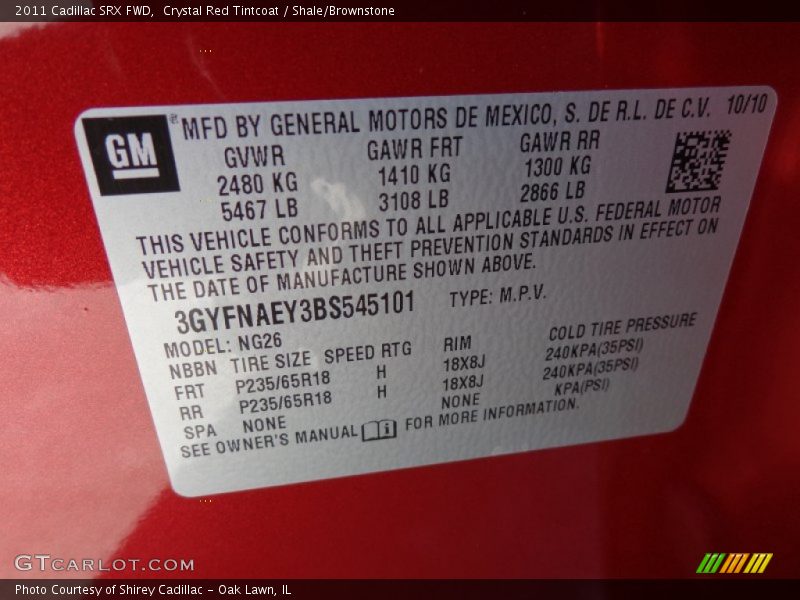 2011 Cadillac SRX FWD, Crystal Red Tintcoat / Shale/Brownstone
GM ® MFD BY GENERAL MOTORS DE MEXICO, S. DE R.L. DE C.V. 10/10
GVWR GAWR FRT GAWR RR
2480 KG 1410 KG 1300 KG
5467 LB 3108 LB 2866 LB
THIS VEHICLE CONFORMS TO ALL APPLICABLE U.S. FEDERAL MOTOR
VEHICLE SAFETY AND THEFT PREVENTION STANDARDS IN EFFECT ON
THE DATE OF MANUFACTURE SHOWN ABOVE.
3GYFNAEY3BS545101 TYPE: M.P.V.
MODEL: NG26
NBBN TIRE SIZE SPEED RTG RIM COLD TIRE PRESSURE
FRT P235/65R18 H 18X8J 240KPA(35PSI)
RR P235/65R18 H 18X8J 240KPA(35PSI)
SPA NONE NONE KPA(PSI)
SEE OWNER'S MANUAL i FOR MORE INFORMATION.
GTCARLOT.COM
Photo Courtesy of Shirey Cadillac - Oak Lawn, IL